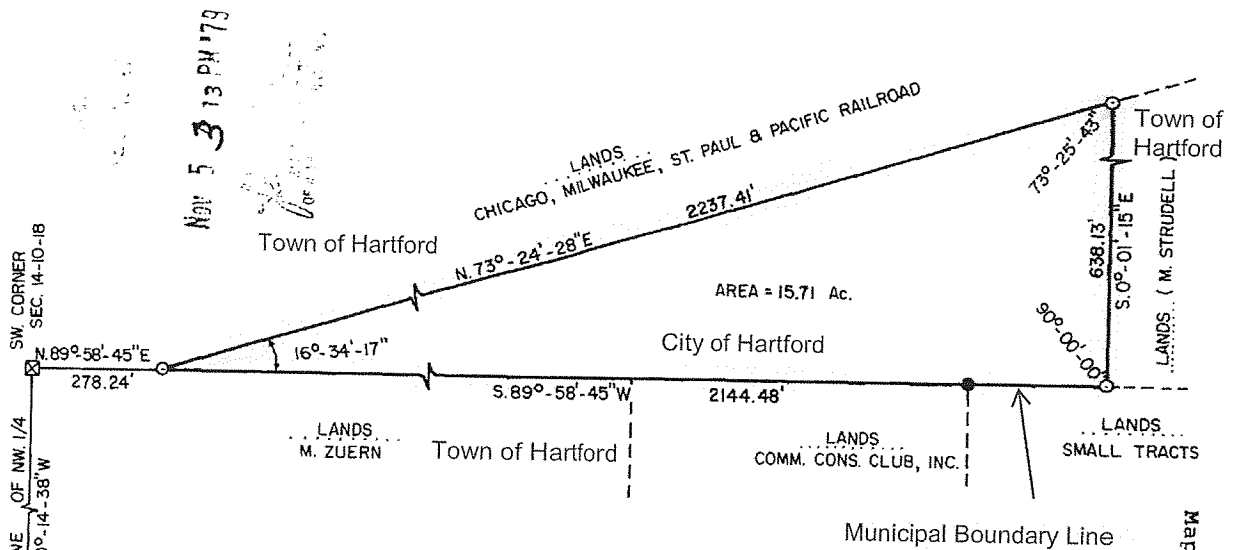 Nov 5 3 13 PM '79
LANDS
CHICAGO, MILWAUKEE, ST. PAUL & PACIFIC RAILROAD
Town of Hartford
2237.41'
N. 73°-24'-28"E
Town of
Hartford
73°-25'-43"
638.13'
S.0°-01'-15"E
LANDS ( M. STRUDELL )
AREA = 15.71 Ac.
SW. CORNER
SEC. 14-10-18
N.89°-58'-45"E
278.24'
16°-34'-17"
City of Hartford
90°-00'-00"
S.89°-58'-45"W
2144.48'
LANDS
M. ZUERN
Town of Hartford
LANDS
COMM. CONS. CLUB, INC.
LANDS
SMALL TRACTS
OF NW. 1/4
°-14'-38"W
Municipal Boundary Line
Map